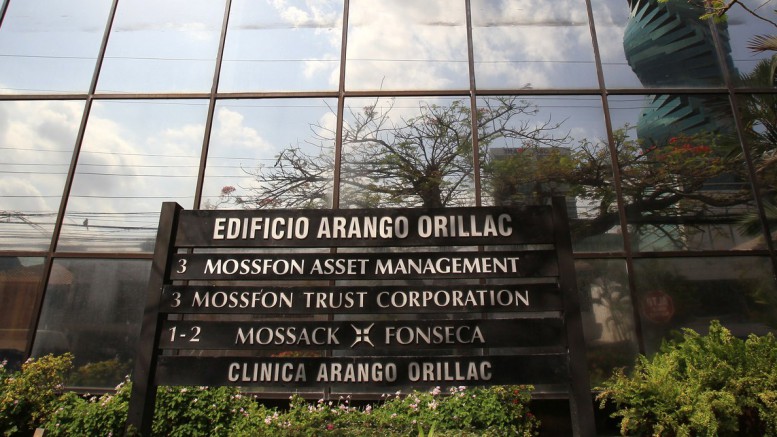 EDIFICIO ARANGO ORILLAC
3 MOSSFON ASSET MANAGEMENT
3 MOSSFON TRUST CORPORATION
1-2 MOSSACK FONSECA
CLINICA ARANGO ORILLAC